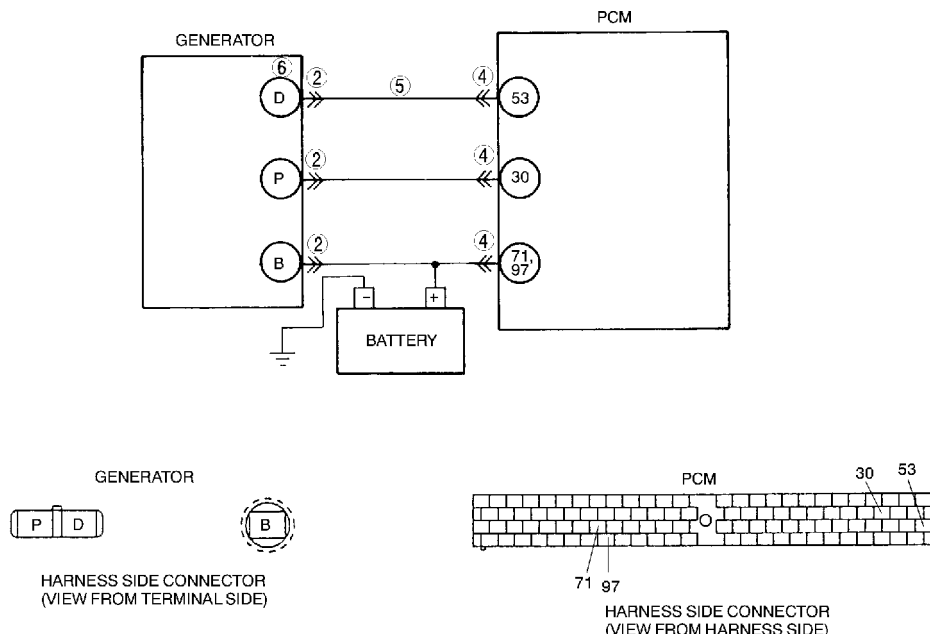 PCM
GENERATOR
6
2
5
4
D
53
2
4
P
30
2
4
B
71,
97
−
+
BATTERY
GENERATOR
PCM
30
53
P
D
B
71
97
HARNESS SIDE CONNECTOR
(VIEW FROM TERMINAL SIDE)
HARNESS SIDE CONNECTOR
(VIEW FROM HARNESS SIDE)